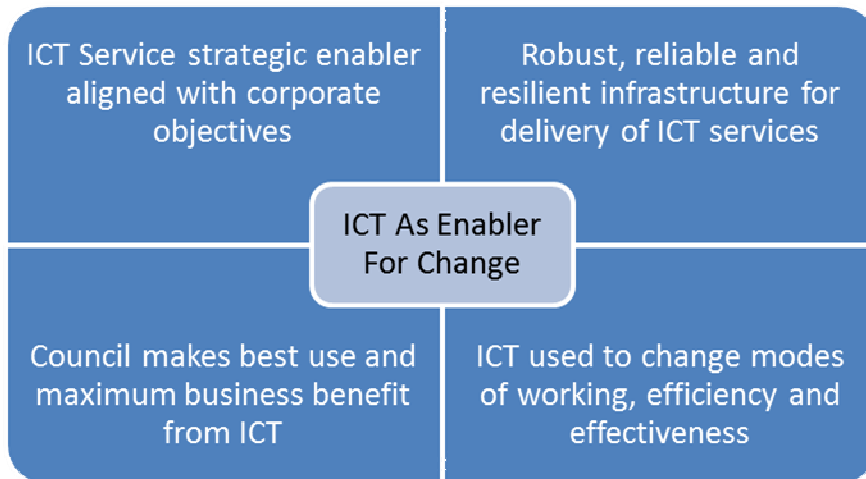 ICT Service strategic enabler
aligned with corporate
objectives
Robust, reliable and
resilient infrastructure for
delivery of ICT services
ICT As Enabler
For Change
Council makes best use and
maximum business benefit
from ICT
ICT used to change modes
of working, efficiency and
effectiveness